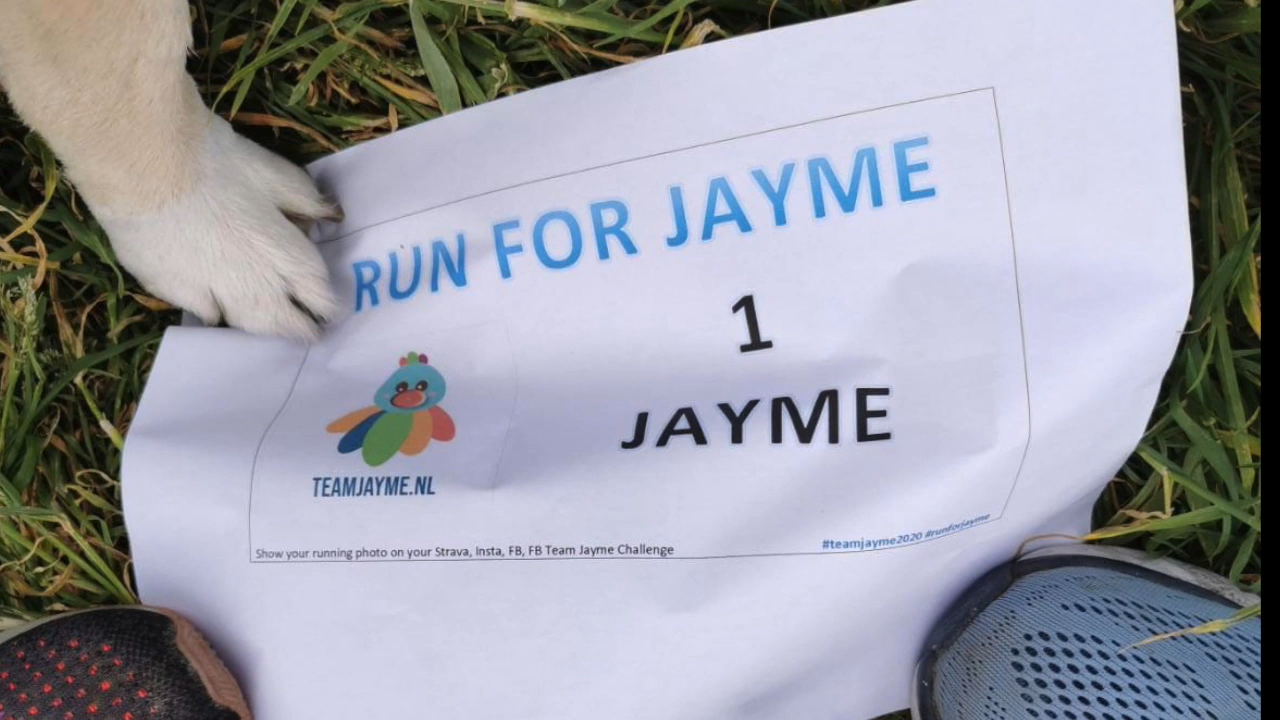 RUN FOR JAYME
1
JAYME
TEAMJAYME.NL
Show your running photo on your Strava, Insta, FB, FB Team Jayme Challenge
#teamjayme2020 #runforjayme